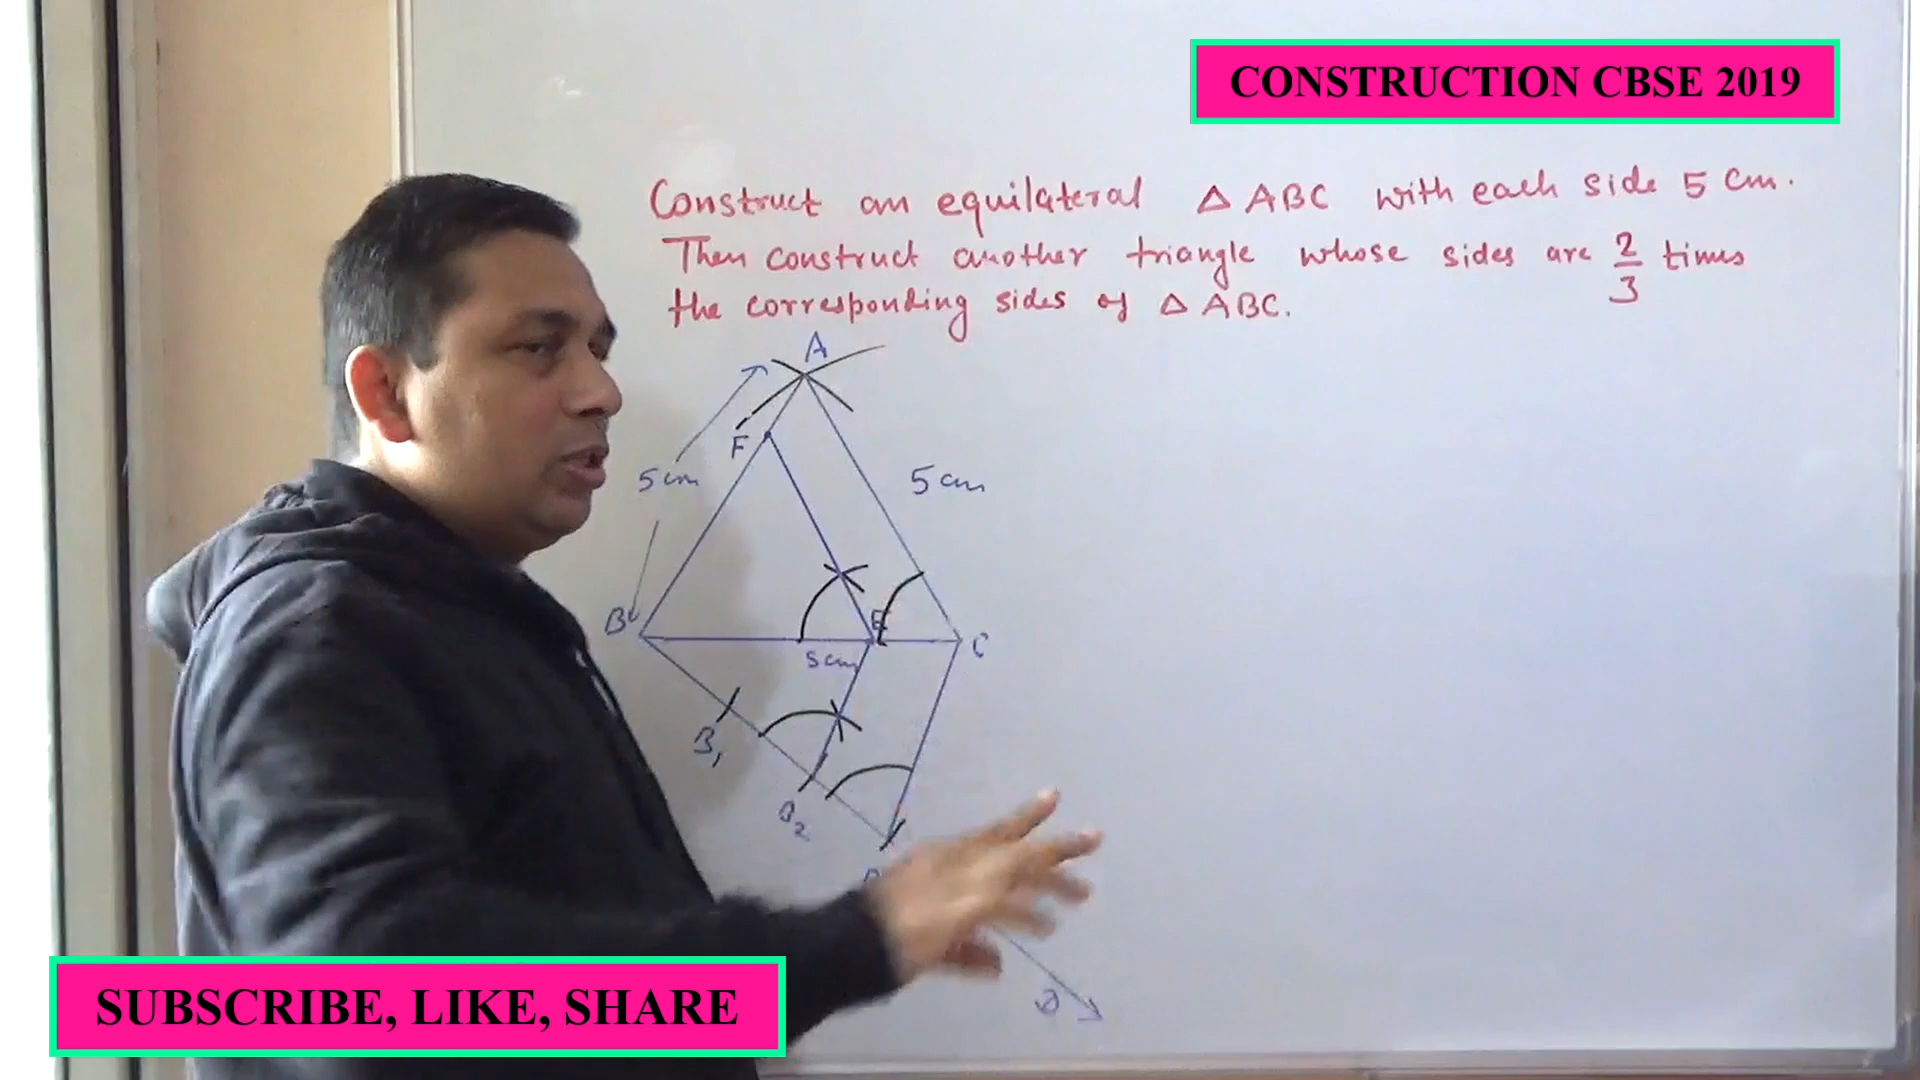 CONSTRUCTION CBSE 2019
Construct an equilateral △ ABC with each side 5 cm.
Then construct another triangle whose sides are 2/3 times
the corresponding sides of △ ABC.
A
F
5 cm
5 cm
B
E
C
5 cm
B1
B2
SUBSCRIBE, LIKE, SHARE